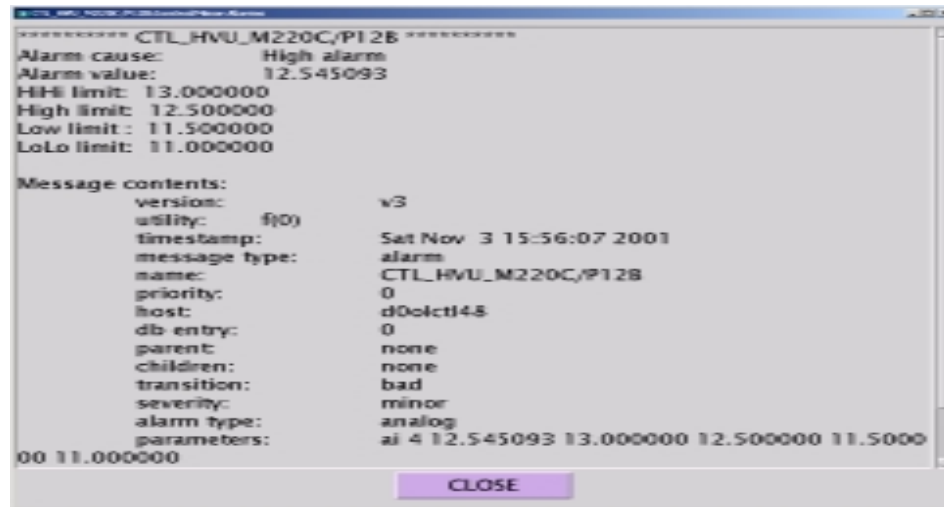 ********** CTL_HVU_M220C/P12B **********
Alarm cause: High alarm
Alarm value: 12.545093
HiHi limit: 13.000000
High limit: 12.500000
Low limit : 11.500000
LoLo limit: 11.000000
Message contents:
version: v3
utility: f(0)
timestamp: Sat Nov 3 15:56:07 2001
message type: alarm
name: CTL_HVU_M220C/P12B
priority: 0
host: d0olctl48
db entry: 0
parent: none
children: none
transition: bad
severity: minor
alarm type: analog
parameters: ai 4 12.545093 13.000000 12.500000 11.5000
00 11.000000
CLOSE